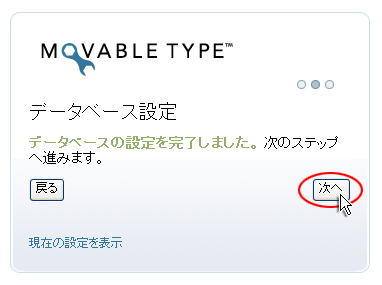 MOVABLE TYPE™
データベース設定
データベースの設定を完了しました。次のステップ
へ進みます。
戻る
次へ
現在の設定を表示